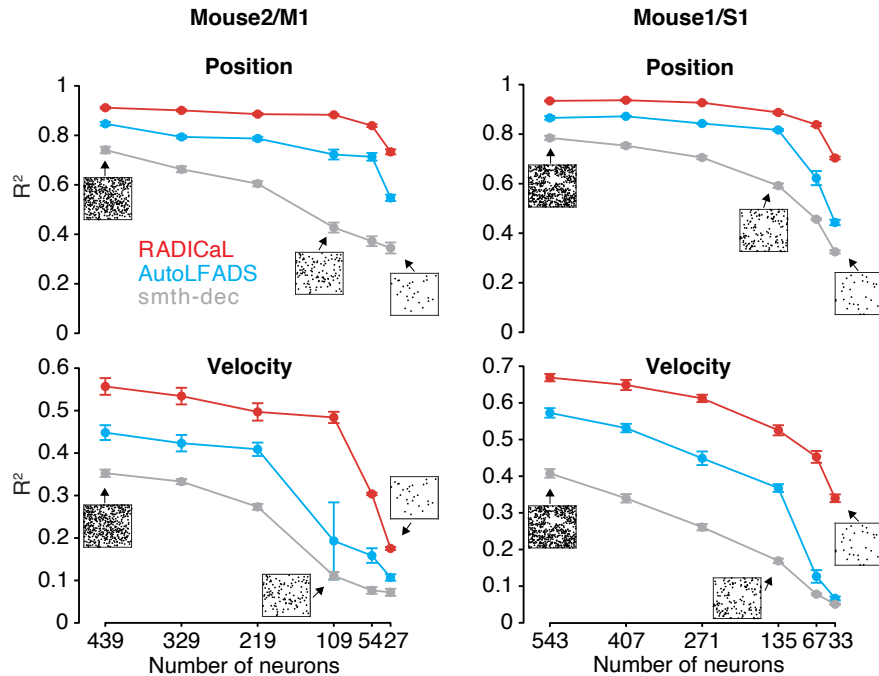 Mouse2/M1
Mouse1/S1
Position
Position
1
0.8
0.6
0.4
0.2
0
R²
RADICaL
AutoLFADS
smth-dec
1
0.8
0.6
0.4
0.2
0
R²
Velocity
Velocity
0.6
0.5
0.4
0.3
0.2
0.1
0
R²
439 329 219 109 54 27
Number of neurons
0.7
0.6
0.5
0.4
0.3
0.2
0.1
0
R²
543 407 271 135 67 33
Number of neurons